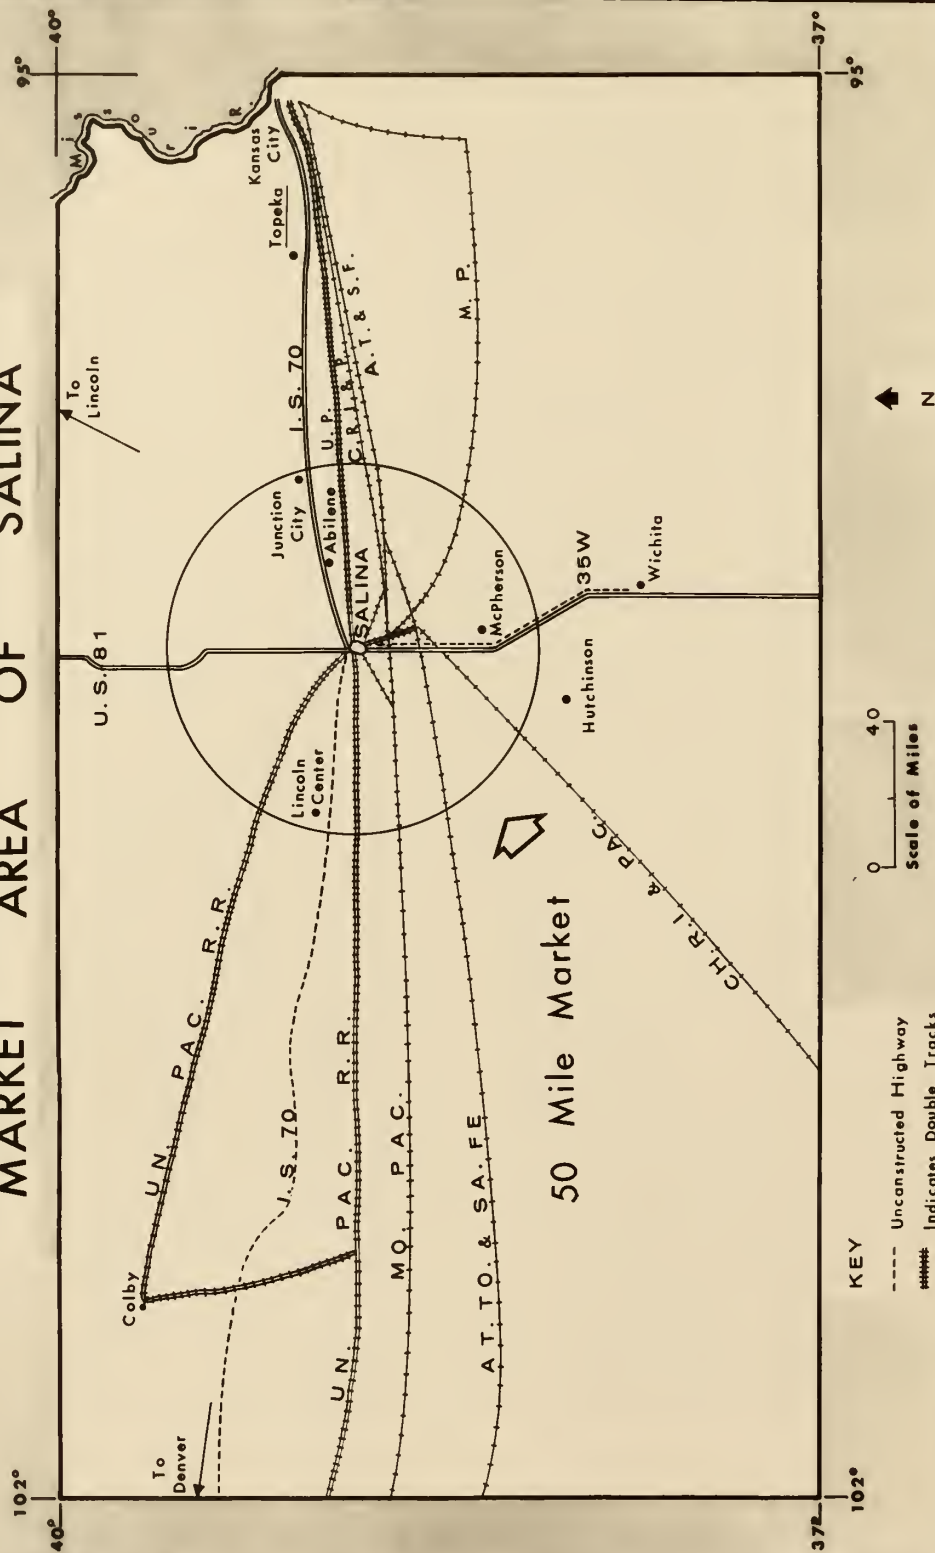 MARKET AREA OF SALINA
102°
95°
40°
40°
Missouri R.
To
Lincoln
U.S. 81
Colby
UN. PAC. R.R.
To
Denver
I.S. 70
Lincoln
Center
Junction
City
Abilene
I.S. 70
Topeka
Kansas
City
U.P.
C.R.I. & P.
A.T. & S.F.
SALINA
UN. PAC. R.R.
MO. PAC.
M. P.
AT. TO. & SA. FE
McPherson
50 Mile Market
Hutchinson
35W
Wichita
CH. R.I. & PAC.
37°
37°
102°
95°
KEY
Uncanstructed Highway
Indicates Double Tracks
0 40
Scale of Miles
N